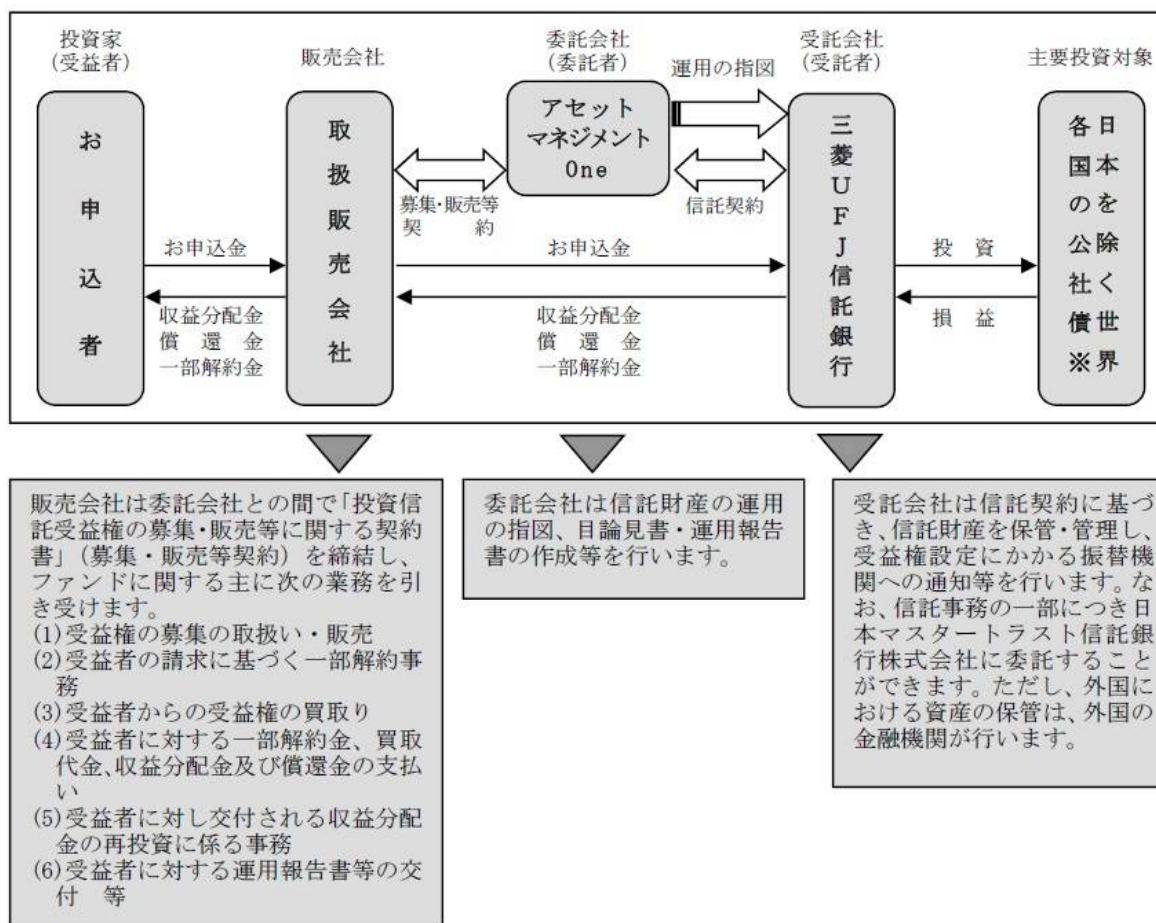 投資家
(受益者)
販売会社
委託会社
(委託者)
運用の指図
受託会社
(受託者)
主要投資対象
お申込者
取扱販売会社
アセット
マネジメント
One
三菱UFJ信託銀行
日本を除く世界
各国の公社債※
募集・販売等
契　　　約
信託契約
お申込金
お申込金
投　資
収益分配金
償　還　金
一部解約金
収益分配金
償　還　金
一部解約金
損　益
販売会社は委託会社との間で「投資信
託受益権の募集・販売等に関する契約
書」（募集・販売等契約）を締結し、
ファンドに関する主に次の業務を引
き受けます。
(1)受益権の募集の取扱い・販売
(2)受益者の請求に基づく一部解約事
務
(3)受益者からの受益権の買取り
(4)受益者に対する一部解約金、買取
代金、収益分配金及び償還金の支払
い
(5)受益者に対し交付される収益分配
金の再投資に係る事務
(6)受益者に対する運用報告書等の交
付　等
委託会社は信託財産の運用
の指図、目論見書・運用報告
書の作成等を行います。
受託会社は信託契約に基づ
き、信託財産を保管・管理し、
受益権設定にかかる振替機
関への通知等を行います。な
お、信託事務の一部につき日
本マスタートラスト信託銀
行株式会社に委託すること
ができます。ただし、外国に
おける資産の保管は、外国の
金融機関が行います。